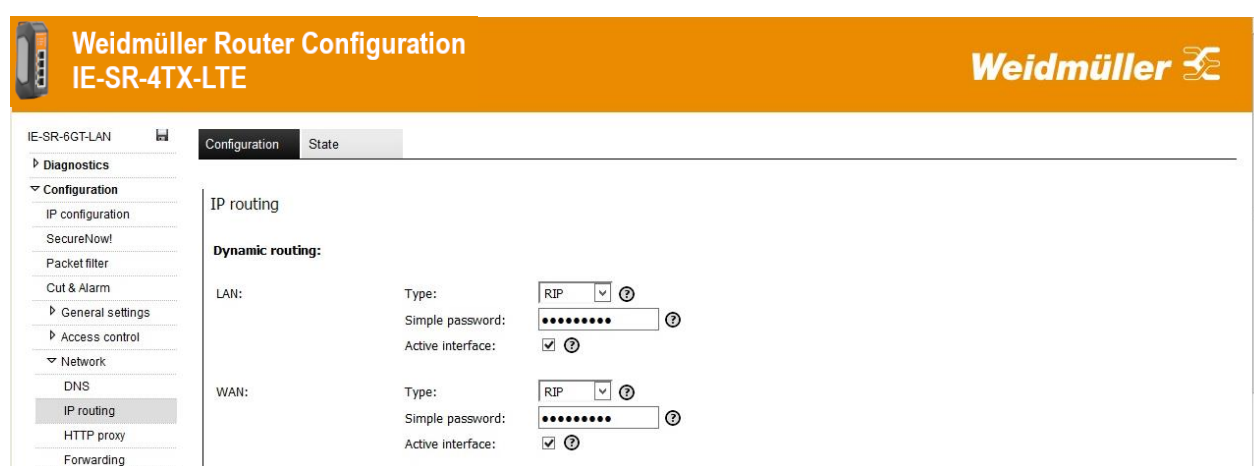 Weidmüller Router Configuration
IE-SR-4TX-LTE
Weidmüller
IE-SR-6GT-LAN
Diagnostics
Configuration
IP configuration
SecureNow!
Packet filter
Cut & Alarm
General settings
Access control
Network
DNS
IP routing
HTTP proxy
Forwarding
Configuration State
IP routing
Dynamic routing:
LAN: Type: RIP ?
Simple password: ••••••••• ?
Active interface: ?
WAN: Type: RIP ?
Simple password: ••••••••• ?
Active interface: ?